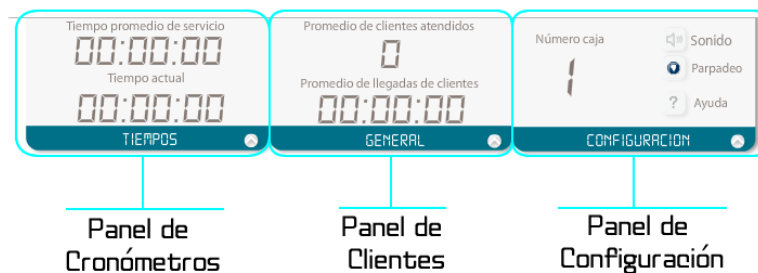 Tiempo promedio de servicio
00:00:00
Tiempo actual
00:00:00
TIEMPOS
Promedio de clientes atendidos
0
Promedio de llegadas de clientes
00:00:00
GENERAL
Número caja
1
Sonido
Parpadeo
? Ayuda
CONFIGURACION
Panel de
Cronómetros
Panel de
Clientes
Panel de
Configuración